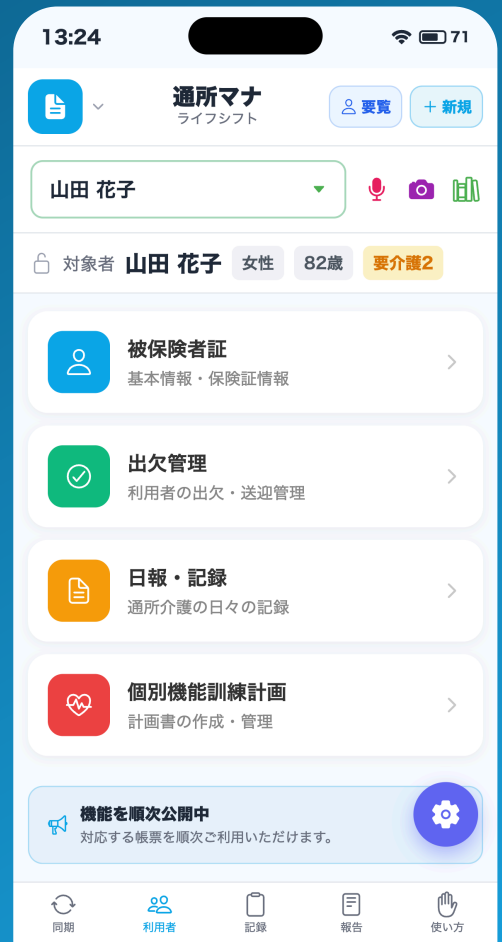 13:24
71
通所マナ
ライフシフト
要覧
新規
山田 花子
対象者 山田 花子 女性 82歳 要介護2
被保険者証
基本情報・保険証情報
出欠管理
利用者の出欠・送迎管理
日報・記録
通所介護の日々の記録
個別機能訓練計画
計画書の作成・管理
機能を順次公開中
対応する帳票を順次ご利用いただけます。
同期 利用者 記録 報告 使い方